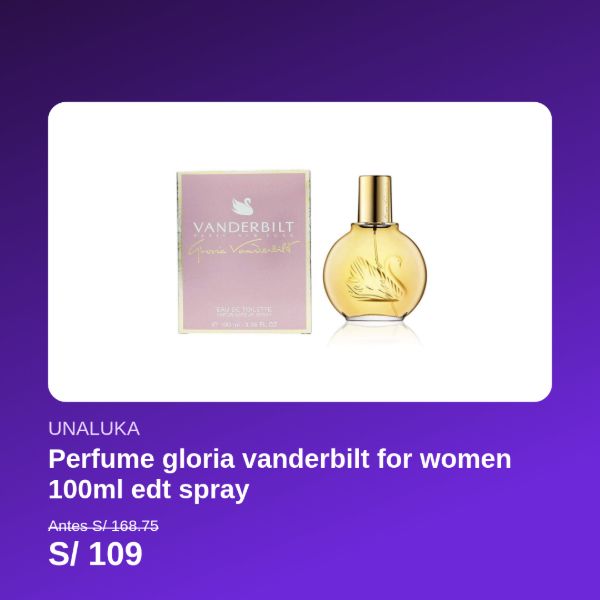 VANDERBILT
Gloria Vanderbilt
EAU DE TOILETTE
UNALUKA
Perfume gloria vanderbilt for women
100ml edt spray
Antes S/ 168.75
S/ 109